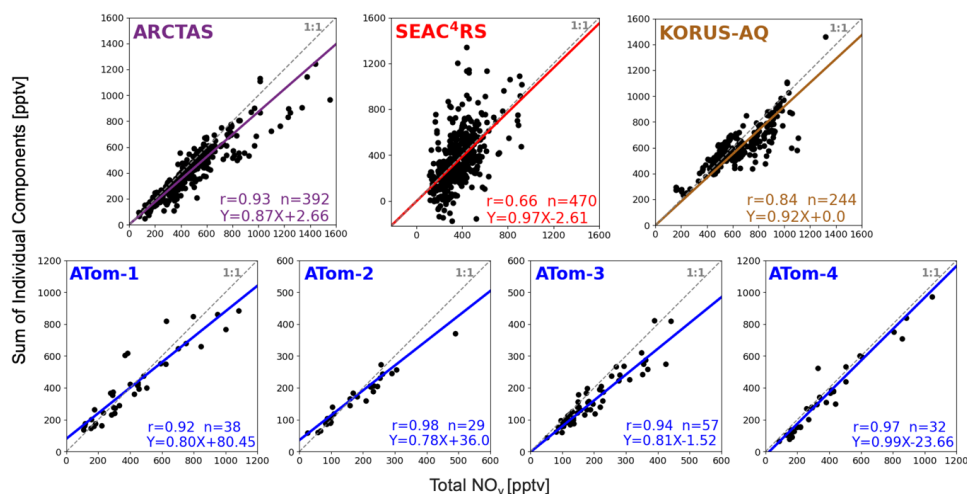 ARCTAS
1:1
1600
1400
1200
1000
800
600
400
200
0
0 200 400 600 800 1000 1200 1400 1600
r=0.93 n=392
Y=0.87X+2.66
SEAC⁴RS
1:1
1600
1200
800
400
0
0 400 800 1200 1600
r=0.66 n=470
Y=0.97X-2.61
KORUS-AQ
1:1
1600
1400
1200
1000
800
600
400
200
0
0 200 400 600 800 1000 1200 1400 1600
r=0.84 n=244
Y=0.92X+0.0
Sum of Individual Components [pptv]
ATom-1
1:1
1200
1000
800
600
400
200
0
0 200 400 600 800 1000 1200
r=0.92 n=38
Y=0.80X+80.45
ATom-2
1:1
600
500
400
300
200
100
0
0 100 200 300 400 500 600
r=0.98 n=29
Y=0.78X+36.0
ATom-3
1:1
600
500
400
300
200
100
0
0 100 200 300 400 500 600
r=0.94 n=57
Y=0.81X-1.52
ATom-4
1:1
1200
1000
800
600
400
200
0
0 200 400 600 800 1000 1200
r=0.97 n=32
Y=0.99X-23.66
Total NOy [pptv]